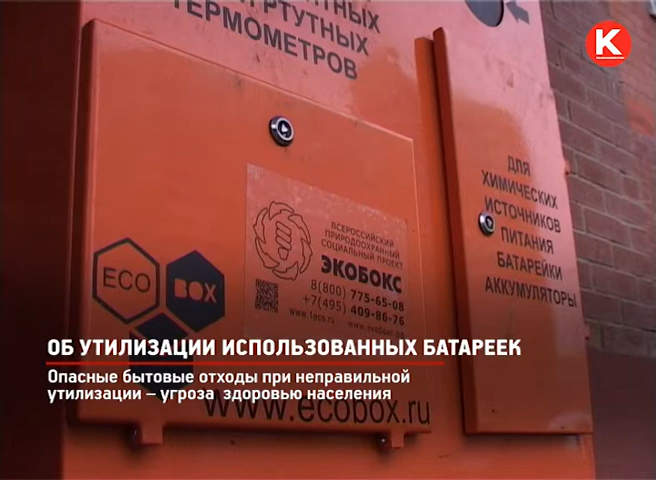 РТУТНЫХ
ТЕРМОМЕТРОВ
K
ДЛЯ
ХИМИЧЕСКИХ
ИСТОЧНИКОВ
ПИТАНИЯ
БАТАРЕЙКИ
АККУМУЛЯТОРЫ
ВСЕРОССИЙСКИЙ
ПРИРОДООХРАННЫЙ
СОЦИАЛЬНЫЙ ПРОЕКТ
ЭКОБОКС
8(800) 775-65-08
+7(495) 409-86-76
ECO
BOX
ОБ УТИЛИЗАЦИИ ИСПОЛЬЗОВАННЫХ БАТАРЕЕК
Опасные бытовые отходы при неправильной
утилизации – угроза здоровью населения
www.ecobox.ru